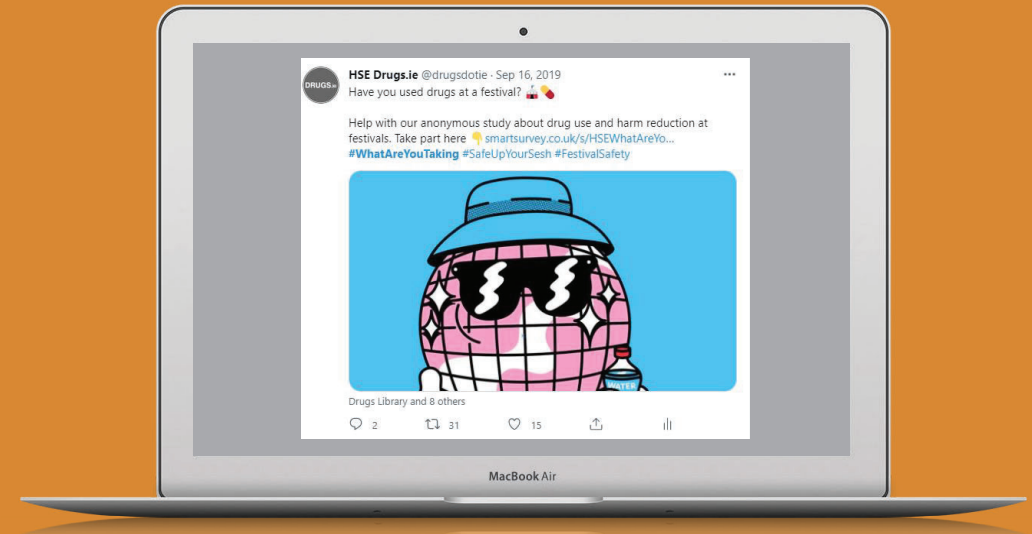 DRUGS.ie
HSE Drugs.ie @drugsdotie · Sep 16, 2019
Have you used drugs at a festival? 🎪💊
Help with our anonymous study about drug use and harm reduction at
festivals. Take part here 👇 smartsurvey.co.uk/s/HSEWhatAreYo...
#WhatAreYouTaking #SafeUpYourSesh #FestivalSafety
WATER
Drugs Library and 8 others
2 31 15
MacBook Air